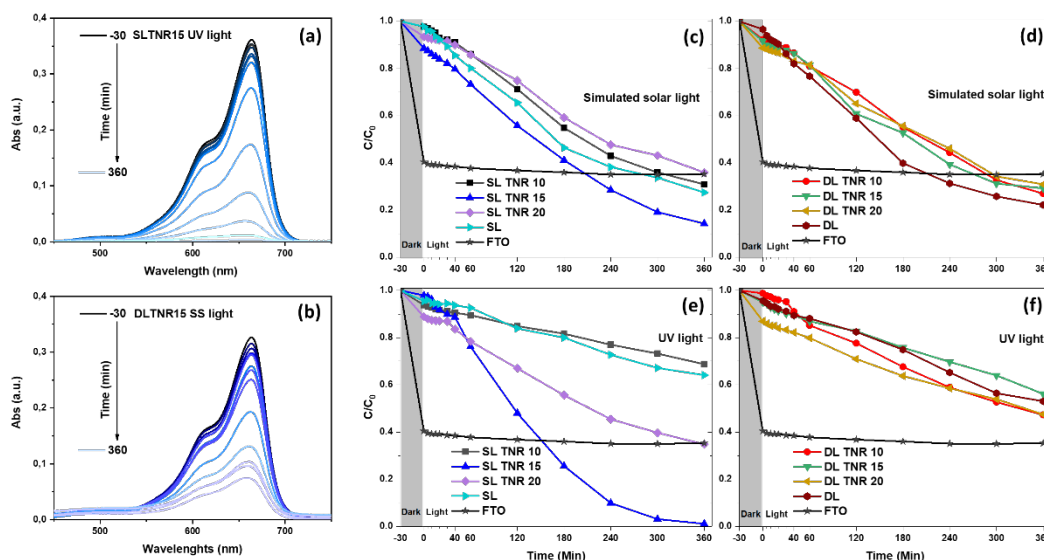 (a)
-30 SLTNR15 UV light
Time (min)
360
Abs (a.u.)
0,4
0,3
0,2
0,1
0,0
500
600
700
Wavelength (nm)
(b)
-30 DLTNR15 SS light
Time (min)
360
Abs (a.u.)
0,4
0,3
0,2
0,1
0,0
500
600
700
Wavelenghts (nm)
(c)
Simulated solar light
SL TNR 10
SL TNR 15
SL TNR 20
SL
FTO
Dark
Light
C/C0
1.0
0.8
0.6
0.4
0.2
0.0
-30 0 40 60 120 180 240 300 360
(d)
Simulated solar light
DL TNR 10
DL TNR 15
DL TNR 20
DL
FTO
Dark
Light
-30 0 40 60 120 180 240 300 360
(e)
UV light
SL TNR 10
SL TNR 15
SL TNR 20
SL
FTO
Dark
Light
C/C0
1.0
0.8
0.6
0.4
0.2
0.0
-30 0 40 60 120 180 240 300 360
Time (Min)
(f)
UV light
DL TNR 10
DL TNR 15
DL TNR 20
DL
FTO
Dark
Light
-30 0 40 60 120 180 240 300 360
Time (Min)